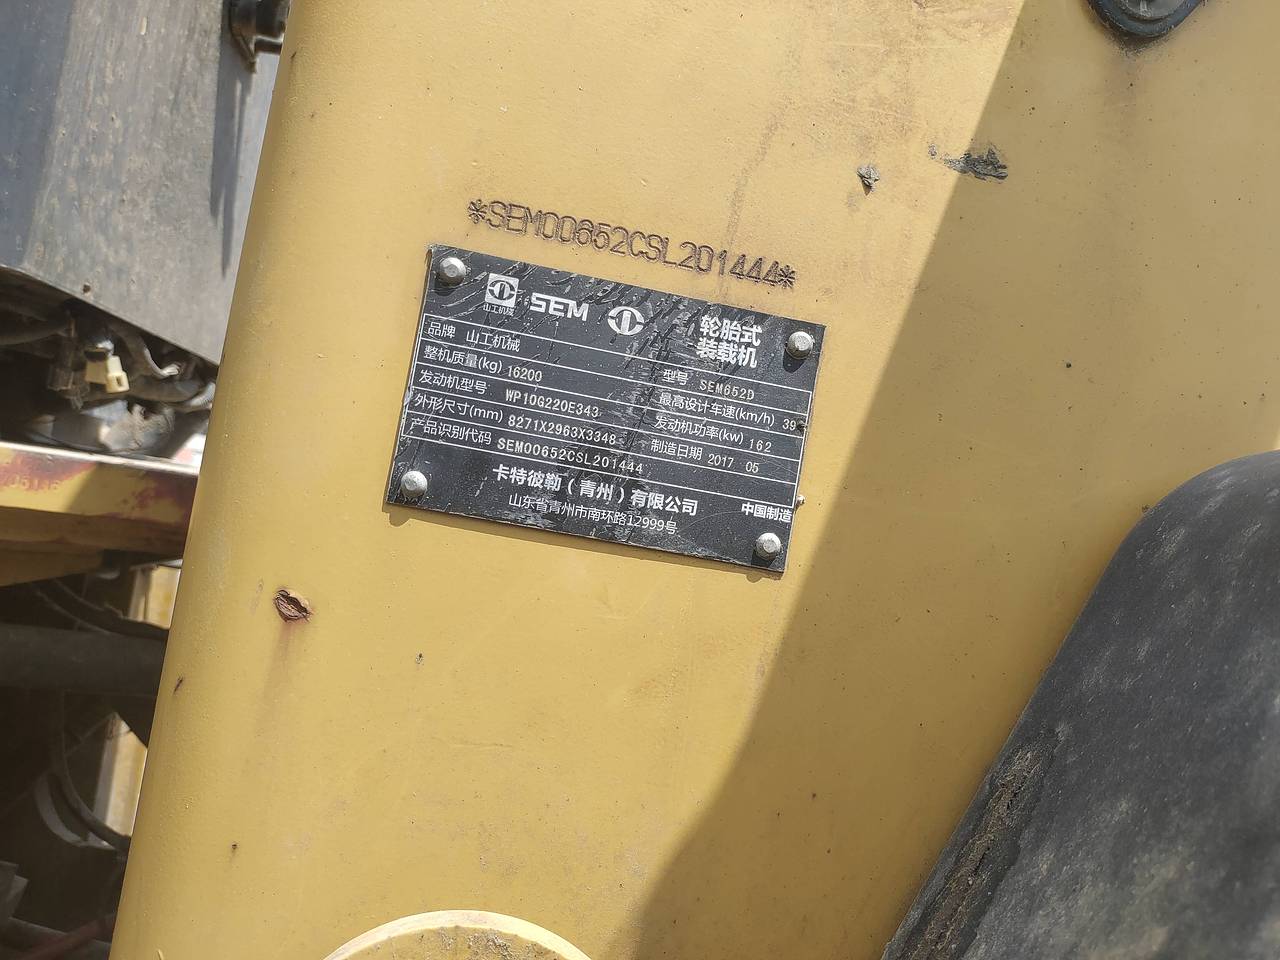 *SEM00652CSL201444*
山工机械 SEM
轮胎式
装载机
品牌 山工机械
型号 SEM652D
整机质量(kg) 16200
最高设计车速(km/h) 39
发动机型号 WP10G220E343
发动机功率(kw) 162
外形尺寸(mm) 8271X2963X3348
制造日期 2017 05
产品识别代码 SEM00652CSL201444
卡特彼勒(青州)有限公司
中国制造
山东省青州市南环路12999号